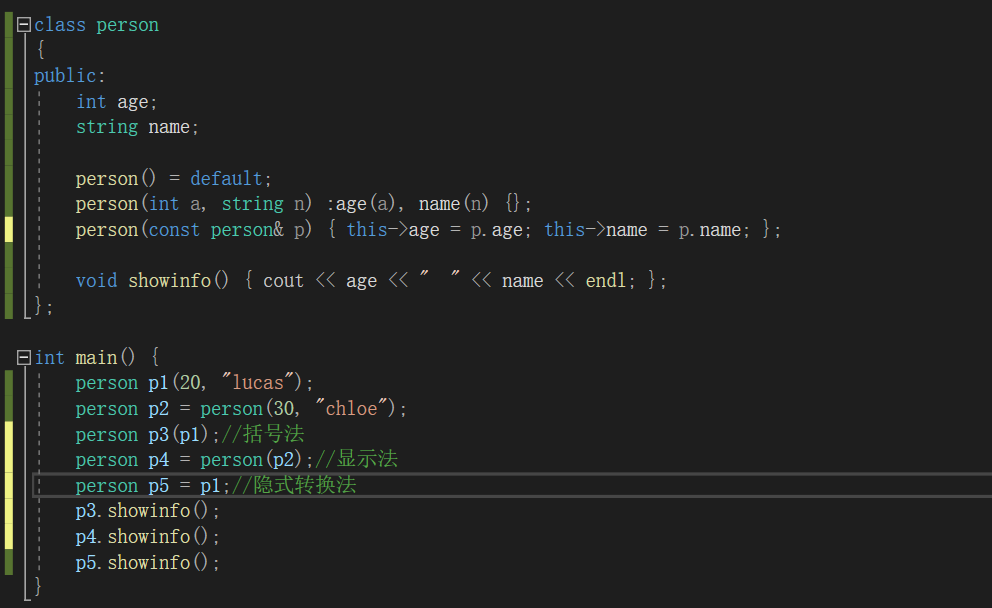 class person
{
public:
    int age;
    string name;

    person() = default;
    person(int a, string n) :age(a), name(n) {};
    person(const person& p) { this->age = p.age; this->name = p.name; };

    void showinfo() { cout << age << "  " << name << endl; };
};

int main() {
    person p1(20, "lucas");
    person p2 = person(30, "chloe");
    person p3(p1);//括号法
    person p4 = person(p2);//显示法
    person p5 = p1;//隐式转换法
    p3.showinfo();
    p4.showinfo();
    p5.showinfo();
}